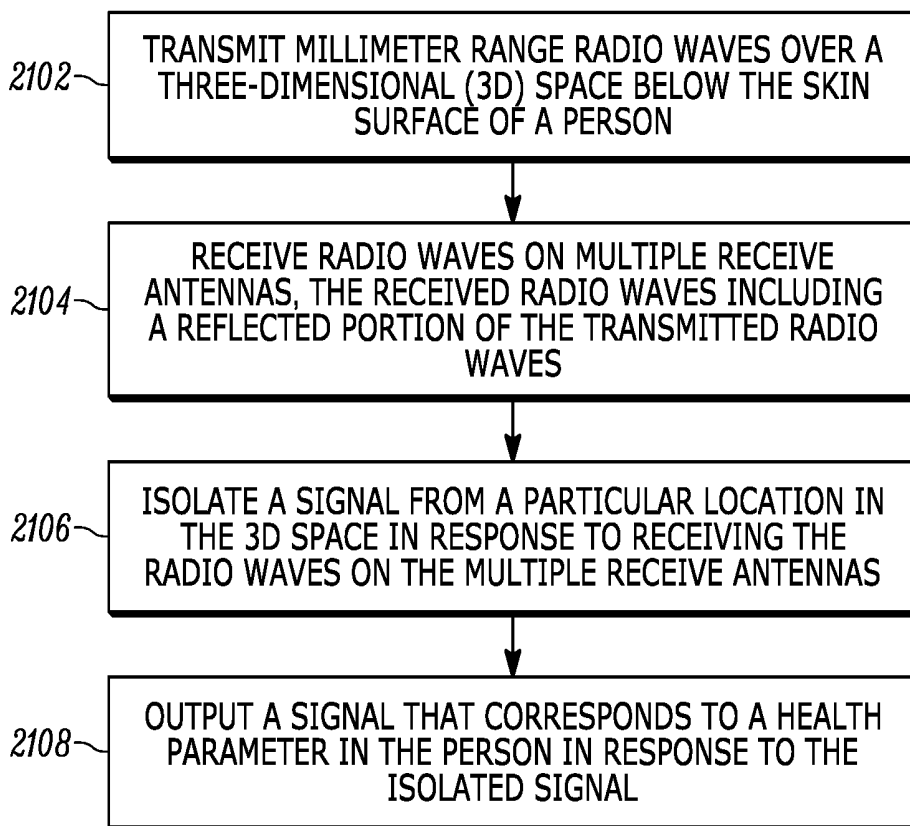 2102
TRANSMIT MILLIMETER RANGE RADIO WAVES OVER A
THREE-DIMENSIONAL (3D) SPACE BELOW THE SKIN
SURFACE OF A PERSON
2104
RECEIVE RADIO WAVES ON MULTIPLE RECEIVE
ANTENNAS, THE RECEIVED RADIO WAVES INCLUDING
A REFLECTED PORTION OF THE TRANSMITTED RADIO
WAVES
2106
ISOLATE A SIGNAL FROM A PARTICULAR LOCATION IN
THE 3D SPACE IN RESPONSE TO RECEIVING THE
RADIO WAVES ON THE MULTIPLE RECEIVE ANTENNAS
2108
OUTPUT A SIGNAL THAT CORRESPONDS TO A HEALTH
PARAMETER IN THE PERSON IN RESPONSE TO THE
ISOLATED SIGNAL